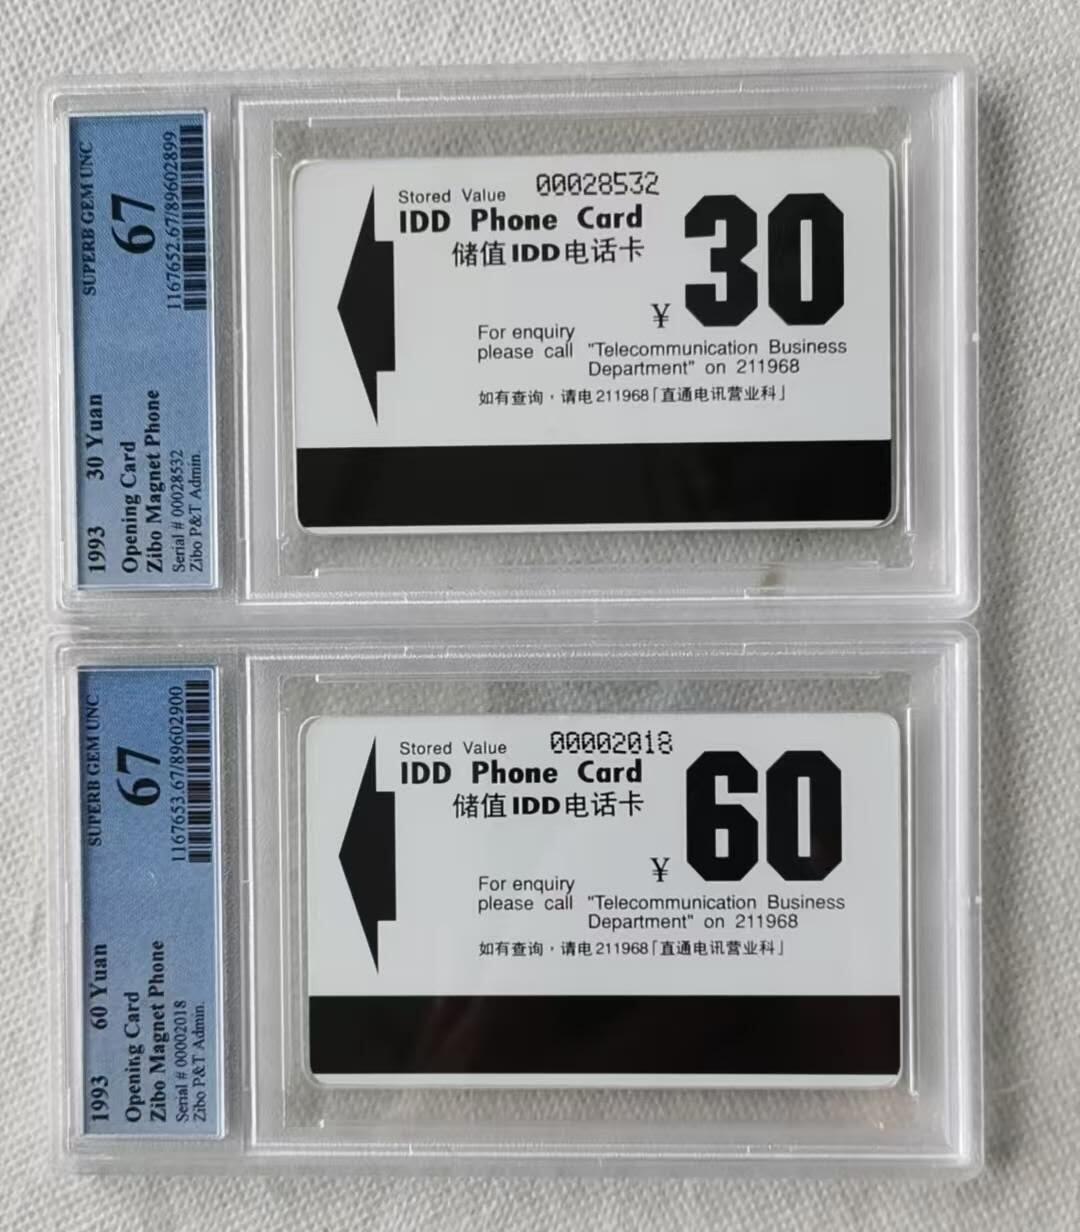 1993 30 Yuan SUPERB GEM UNC
Opening Card 67
Zibo Magnet Phone
Serial # 00028532 1167652.67/89602899
Zibo P&T Admin.
Stored Value 00028532
IDD Phone Card
储值IDD电话卡
¥ 30
For enquiry
please call "Telecommunication Business
Department" on 211968
如有查询，请电211968「直通电讯营业科」
1993 60 Yuan SUPERB GEM UNC
Opening Card 67
Zibo Magnet Phone
Serial # 00002018 1167653.67/89602900
Zibo P&T Admin.
Stored Value 00002018
IDD Phone Card
储值IDD电话卡
¥ 60
For enquiry
please call "Telecommunication Business
Department" on 211968
如有查询，请电211968「直通电讯营业科」